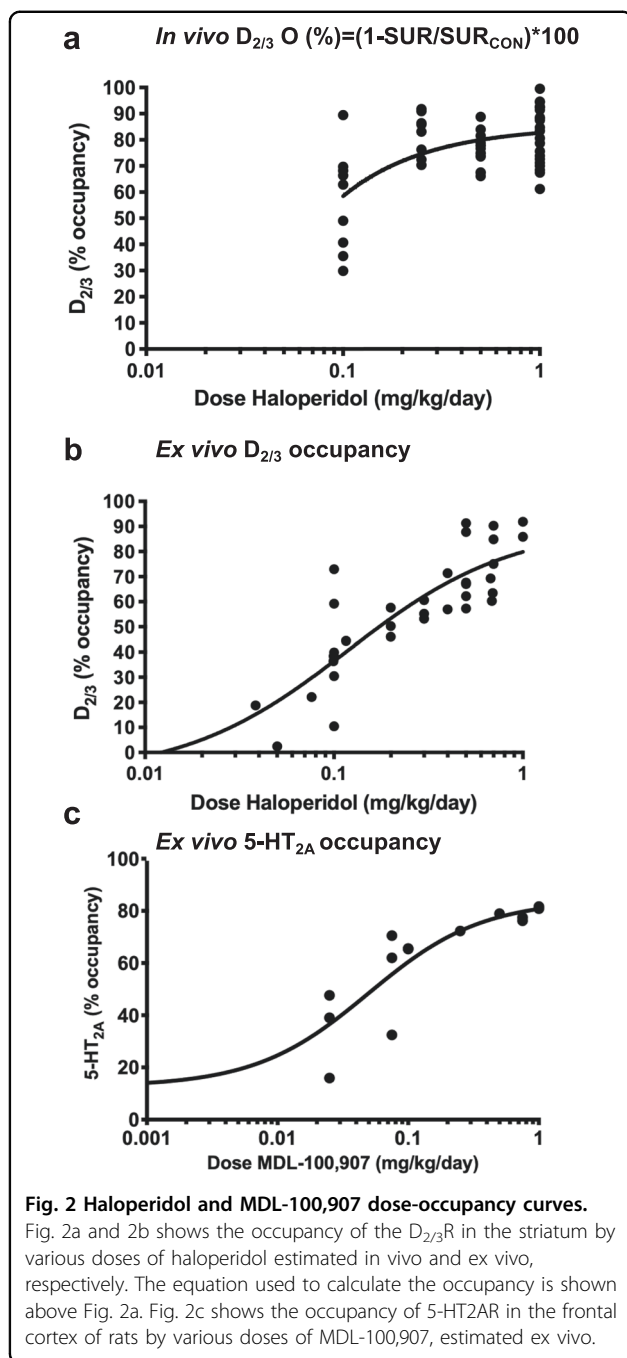 a In vivo D2/3 O (%)=(1-SUR/SURCON)*100
100
90
80
70
60
50
40
30
20
10
0
D2/3 (% occupancy)
0.01 0.1 1
Dose Haloperidol (mg/kg/day)
b Ex vivo D2/3 occupancy
100
90
80
70
60
50
40
30
20
10
0
D2/3 (% occupancy)
0.01 0.1 1
Dose Haloperidol (mg/kg/day)
c Ex vivo 5-HT2A occupancy
100
80
60
40
20
0
5-HT2A (% occupancy)
0.001 0.01 0.1 1
Dose MDL-100,907 (mg/kg/day)
Fig. 2 Haloperidol and MDL-100,907 dose-occupancy curves.
Fig. 2a and 2b shows the occupancy of the D2/3R in the striatum by
various doses of haloperidol estimated in vivo and ex vivo,
respectively. The equation used to calculate the occupancy is shown
above Fig. 2a. Fig. 2c shows the occupancy of 5-HT2AR in the frontal
cortex of rats by various doses of MDL-100,907, estimated ex vivo.